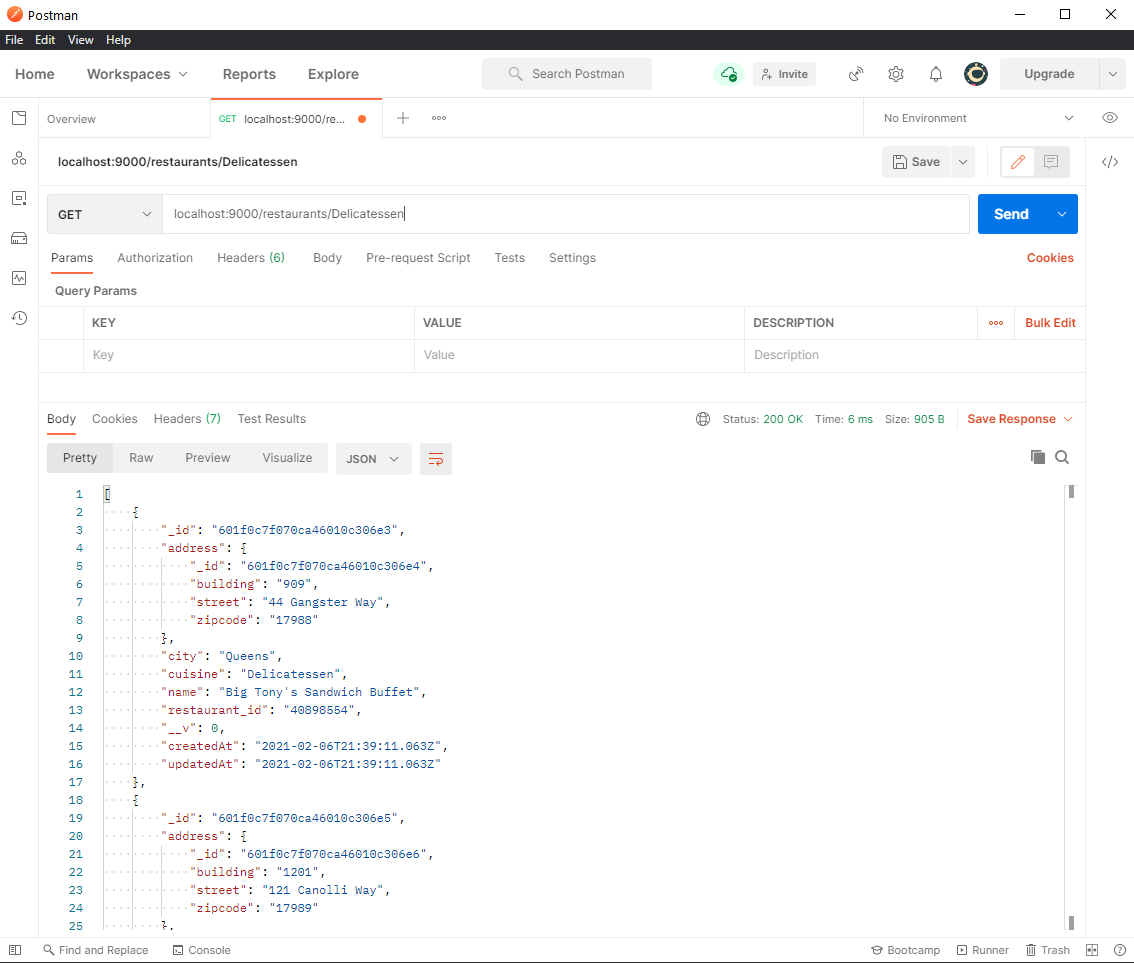 Postman
File Edit View Help
Home Workspaces Reports Explore Search Postman Invite Upgrade
Overview GET localhost:9000/re... No Environment
localhost:9000/restaurants/Delicatessen Save
GET localhost:9000/restaurants/Delicatessen Send
Params Authorization Headers (6) Body Pre-request Script Tests Settings Cookies
Query Params
KEY VALUE DESCRIPTION Bulk Edit
Key Value Description
Body Cookies Headers (7) Test Results Status: 200 OK Time: 6 ms Size: 905 B Save Response
Pretty Raw Preview Visualize JSON
1 [
2 {
3 "_id": "601f0c7f070ca46010c306e3",
4 "address": {
5 "_id": "601f0c7f070ca46010c306e4",
6 "building": "909",
7 "street": "44 Gangster Way",
8 "zipcode": "17988"
9 },
10 "city": "Queens",
11 "cuisine": "Delicatessen",
12 "name": "Big Tony's Sandwich Buffet",
13 "restaurant_id": "40898554",
14 "__v": 0,
15 "createdAt": "2021-02-06T21:39:11.063Z",
16 "updatedAt": "2021-02-06T21:39:11.063Z"
17 },
18 {
19 "_id": "601f0c7f070ca46010c306e5",
20 "address": {
21 "_id": "601f0c7f070ca46010c306e6",
22 "building": "1201",
23 "street": "121 Canolli Way",
24 "zipcode": "17989"
25 },
Find and Replace Console Bootcamp Runner Trash